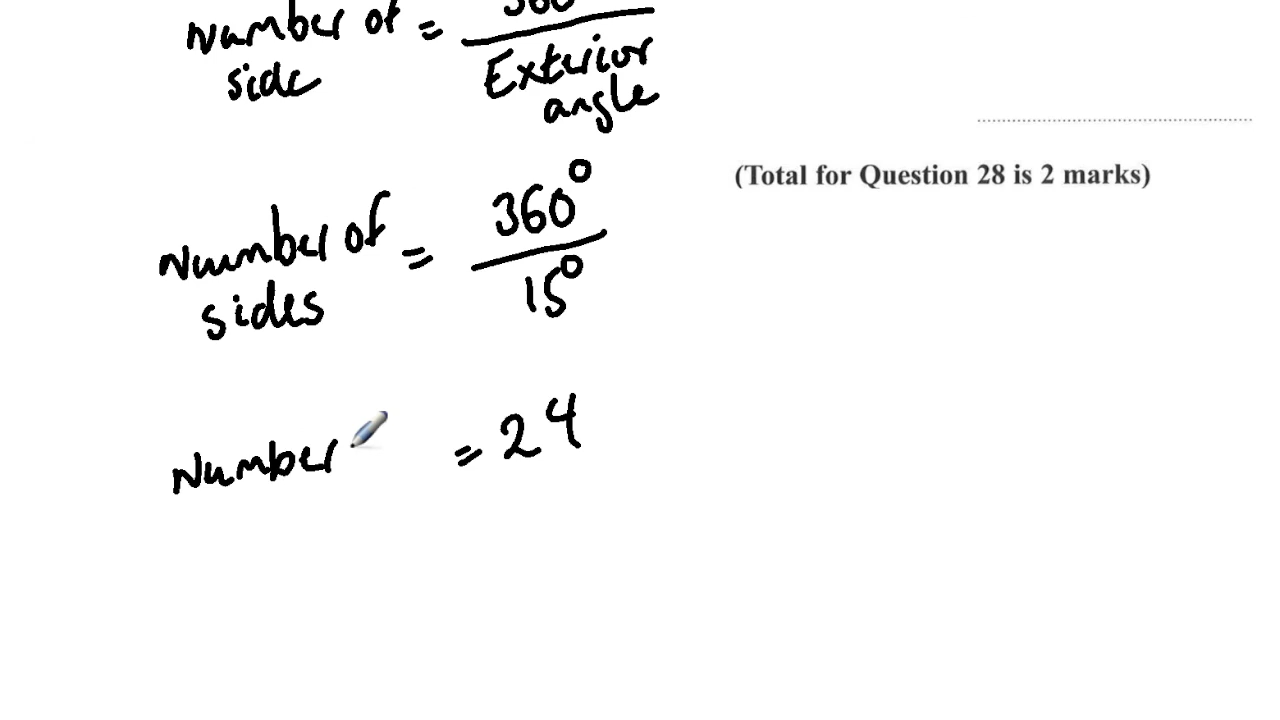 Number of = 360
side Exterior
angle
(Total for Question 28 is 2 marks)
Number of = 360°
sides 15°
Number = 24